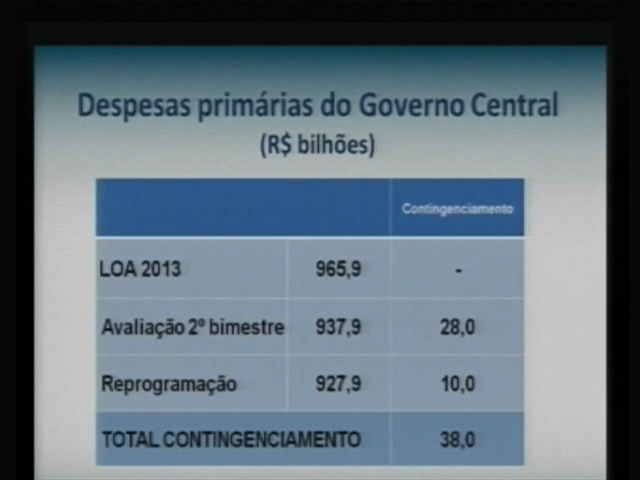 Despesas primárias do Governo Central
(R$ bilhões)
Contingenciamento
LOA 2013 965,9 -
Avaliação 2º bimestre 937,9 28,0
Reprogramação 927,9 10,0
TOTAL CONTINGENCIAMENTO 38,0